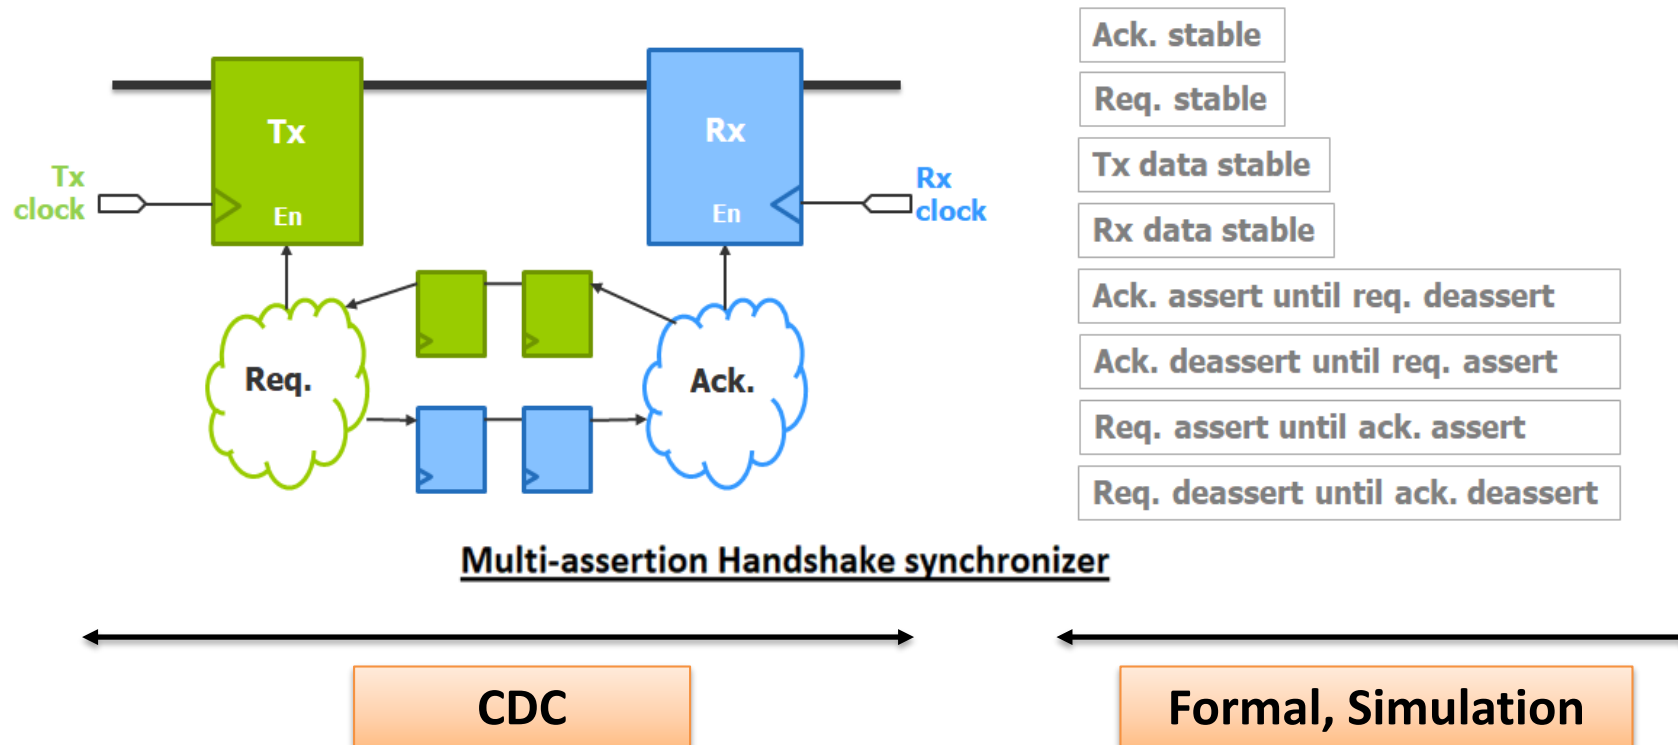 Tx
Rx
Tx
clock
Rx
clock
En
En
Req.
Ack.
Ack. stable
Req. stable
Tx data stable
Rx data stable
Ack. assert until req. deassert
Ack. deassert until req. assert
Req. assert until ack. assert
Req. deassert until ack. deassert
Multi-assertion Handshake synchronizer
CDC
Formal, Simulation